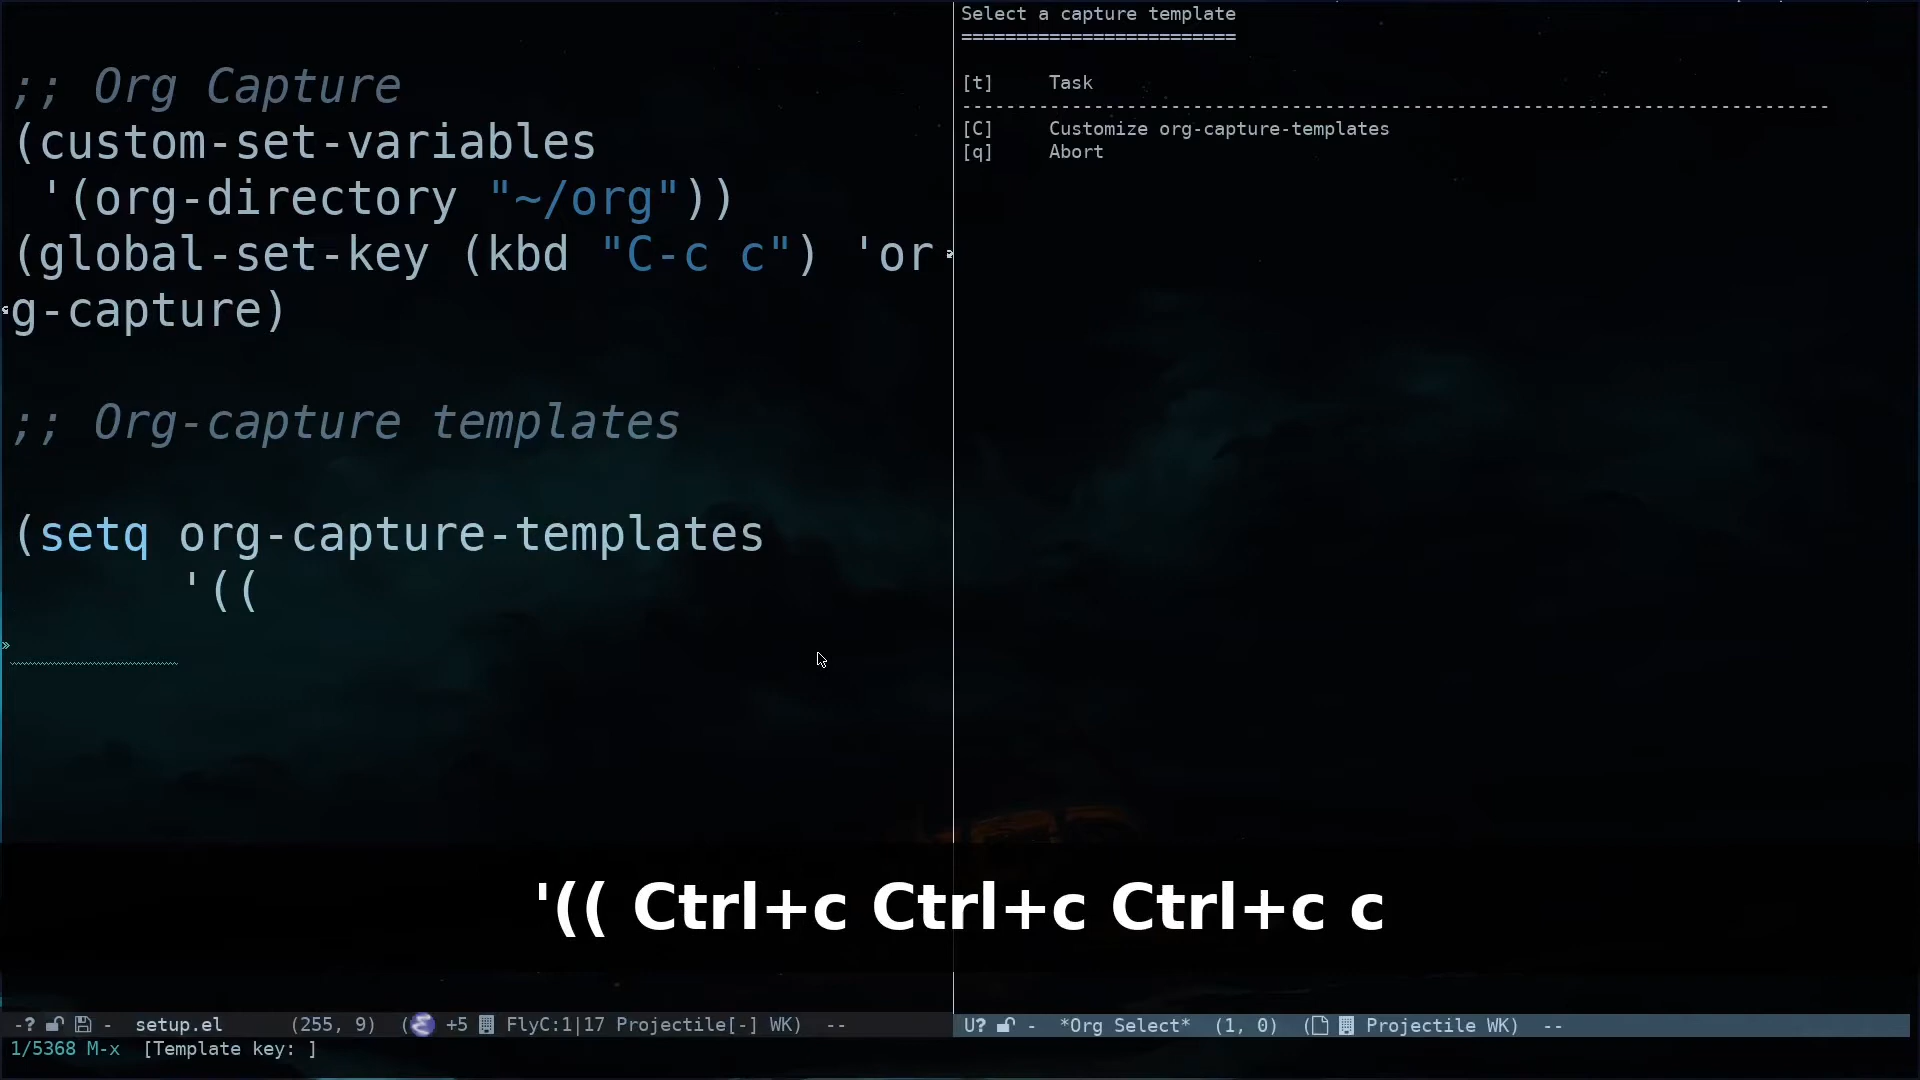 ;; Org Capture
(custom-set-variables
 '(org-directory "~/org"))
(global-set-key (kbd "C-c c") 'or
g-capture)
;; Org-capture templates
(setq org-capture-templates
      '((
Select a capture template
=========================
[t]     Task
-------------------------------------------------------------------------------
[C]     Customize org-capture-templates
[q]     Abort
'(( Ctrl+c Ctrl+c Ctrl+c c
-? - setup.el (255, 9) ( +5 FlyC:1|17 Projectile[-] WK) --
U? - *Org Select* (1, 0) ( Projectile WK) --
1/5368 M-x [Template key: ]